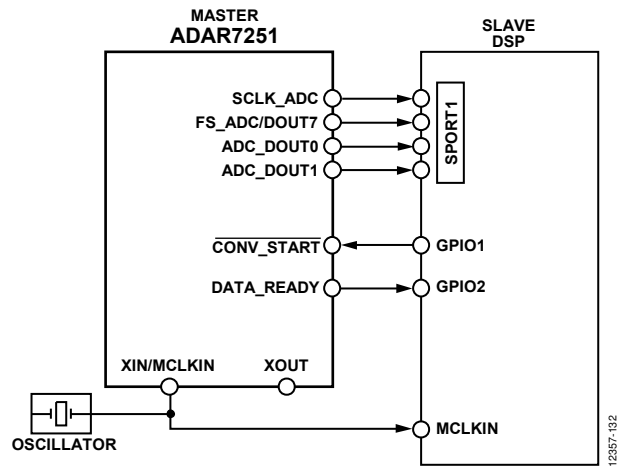 MASTER
ADAR7251
SLAVE
DSP
SCLK_ADC
FS_ADC/DOUT7
ADC_DOUT0
ADC_DOUT1
SPORT1
CONV_START
GPIO1
DATA_READY
GPIO2
XIN/MCLKIN
XOUT
OSCILLATOR
MCLKIN
12357-132